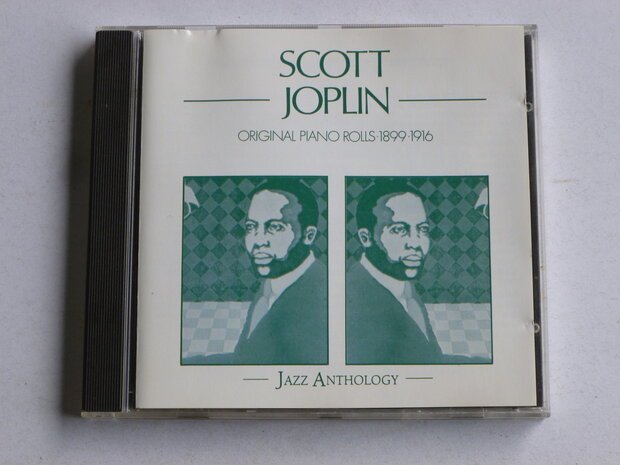 SCOTT
JOPLIN
ORIGINAL PIANO ROLLS·1899·1916
JAZZ ANTHOLOGY